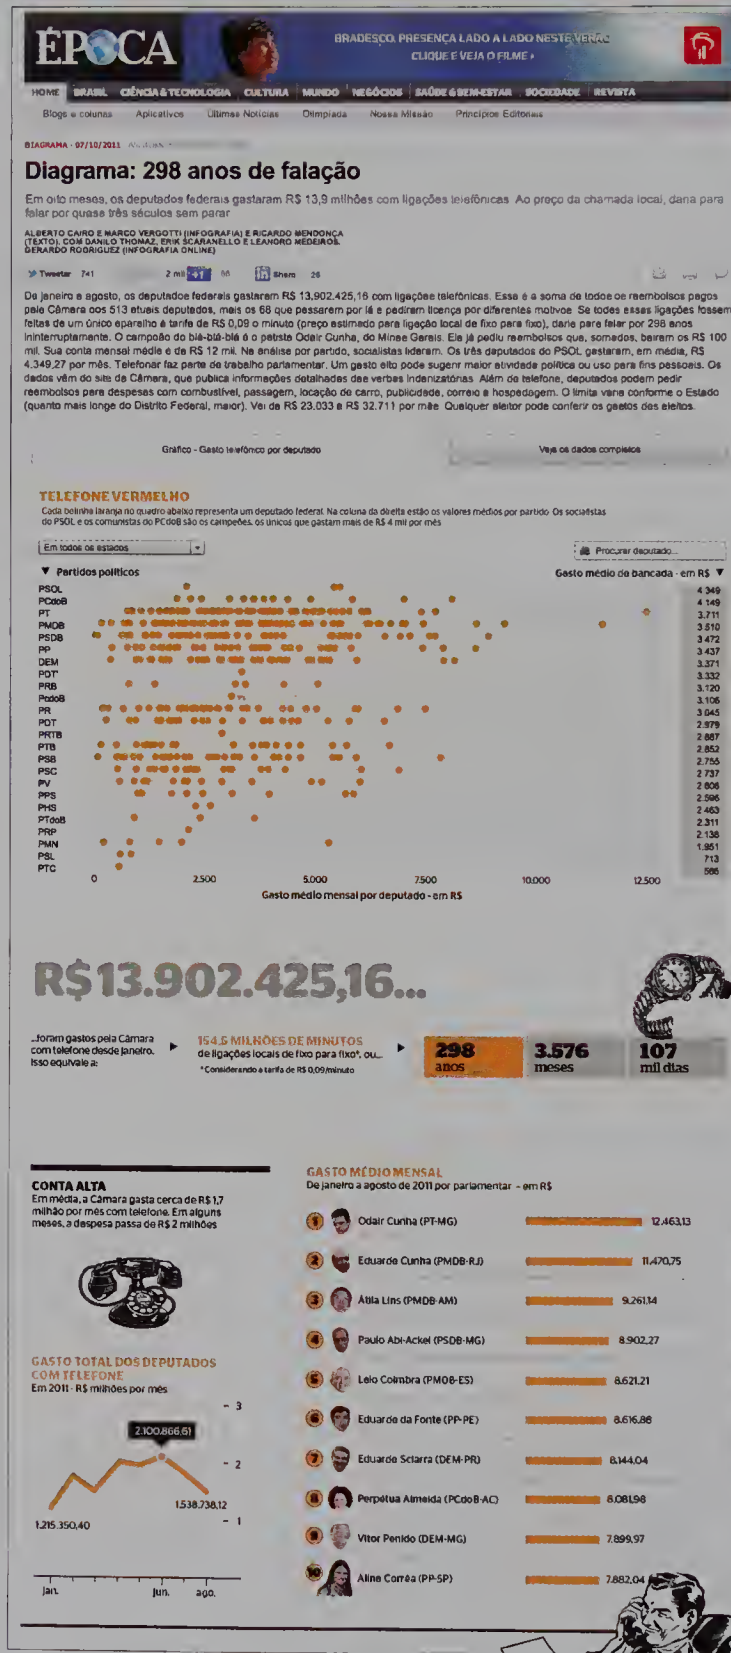 ÉPOCA
BRADESCO. PRESENÇA LADO A LADO NESTE VERÃO
CLIQUE E VEJA O FILME
HOME BRASIL CIÊNCIA & TECNOLOGIA CULTURA MUNDO NEGÓCIOS SAÚDE & BEM-ESTAR SOCIEDADE REVISTA
Blogs e colunas Aplicativos Últimas Notícias Olimpíada Nossa Missão Princípios Editoriais
DIAGRAMA - 07/10/2011
Diagrama: 298 anos de falação
Em oito meses, os deputados federais gastaram R$ 13,9 milhões com ligações telefônicas. Ao preço da chamada local, daria para
falar por quase três séculos sem parar
ALBERTO CAIRO E MARCO VERGOTTI (INFOGRAFIA) E RICARDO MENDONÇA
(TEXTO), COM DANILO THOMAZ, ERIK SCARANELLO E LEANDRO MEDEIROS.
GERARDO RODRIGUEZ (INFOGRAFIA ONLINE)
Tweetar 741 2 mil +1 Share 26
De janeiro a agosto, os deputados federais gastaram R$ 13.902.425,16 com ligações telefônicas. Essa é a soma de todos os reembolsos pagos
pela Câmara aos 513 atuais deputados, mais os 68 que passaram por lá e pediram licença por diferentes motivos. Se todas essas ligações fossem
feitas de um único aparelho à tarifa de R$ 0,09 o minuto (preço estimado para ligação local de fixo para fixo), daria para falar por 298 anos
ininterruptamente. O campeão do blá-blá-blá é o petista Odair Cunha, de Minas Gerais. Ele já pediu reembolsos que, somados, beiram os R$ 100
mil. Sua conta mensal média é de R$ 12 mil. Na análise por partido, socialistas lideram. Os três deputados do PSOL gastaram, em média, R$
4.349,27 por mês. Telefonar faz parte do trabalho parlamentar. Um gasto alto pode sugerir maior atividade política ou uso para fins pessoais. Os
dados vêm do site da Câmara, que publica informações detalhadas das verbas indenizatórias. Além do telefone, deputados podem pedir
reembolsos para despesas com combustível, passagem, locação de carro, publicidade, correio e hospedagem. O limite varia conforme o Estado
(quanto mais longe do Distrito Federal, maior). Vai de R$ 23.033 a R$ 32.711 por mês. Qualquer eleitor pode conferir os gastos dos eleitos.
Gráfico - Gasto telefônico por deputado Veja os dados completos
TELEFONE VERMELHO
Cada bolinha laranja no quadro abaixo representa um deputado federal. Na coluna da direita estão os valores médios por partido. Os socialistas
do PSOL e os comunistas do PCdoB são os campeões, os únicos que gastam mais de R$ 4 mil por mês
Em todos os estados Procurar deputado...
▼ Partidos políticos Gasto médio da bancada - em R$ ▼
PSOL 4.349
PCdoB 4.149
PT 3.711
PMDB 3.510
PSDB 3.472
PP 3.437
DEM 3.371
PDT 3.332
PRB 3.120
PcdoB 3.106
PR 3.045
PDT 2.979
PRTB 2.887
PTB 2.852
PSB 2.755
PSC 2.737
PV 2.606
PPS 2.596
PHS 2.463
PTdoB 2.311
PRP 2.138
PMN 1.951
PSL 713
PTC 566
0 2.500 5.000 7.500 10.000 12.500
Gasto médio mensal por deputado - em R$
R$13.902.425,16...
...foram gastos pela Câmara
com telefone desde janeiro.
Isso equivale a:
154,5 MILHÕES DE MINUTOS
de ligações locais de fixo para fixo*, ou...
*Considerando a tarifa de R$ 0,09/minuto
298 anos
3.576 meses
107 mil dias
CONTA ALTA
Em média, a Câmara gasta cerca de R$ 1,7
milhão por mês com telefone. Em alguns
meses, a despesa passa de R$ 2 milhões
GASTO TOTAL DOS DEPUTADOS
COM TELEFONE
Em 2011 - R$ milhões por mês
3
2.100.866,61
2
1.538.738,12
1.215.350,40
1
Jan. Jun. ago.
GASTO MÉDIO MENSAL
De janeiro a agosto de 2011 por parlamentar - em R$
1 Odair Cunha (PT-MG) 12.463,13
2 Eduardo Cunha (PMDB-RJ) 11.470,75
3 Átila Lins (PMDB-AM) 9.261,14
4 Paulo Abi-Ackel (PSDB-MG) 8.902,27
5 Lelo Coimbra (PMDB-ES) 8.621,21
6 Eduardo da Fonte (PP-PE) 8.616,88
7 Eduardo Sciarra (DEM-PR) 8.144,04
8 Perpétua Almeida (PCdoB-AC) 8.081,98
9 Vitor Penido (DEM-MG) 7.899,97
10 Aline Corrêa (PP-SP) 7.882,04